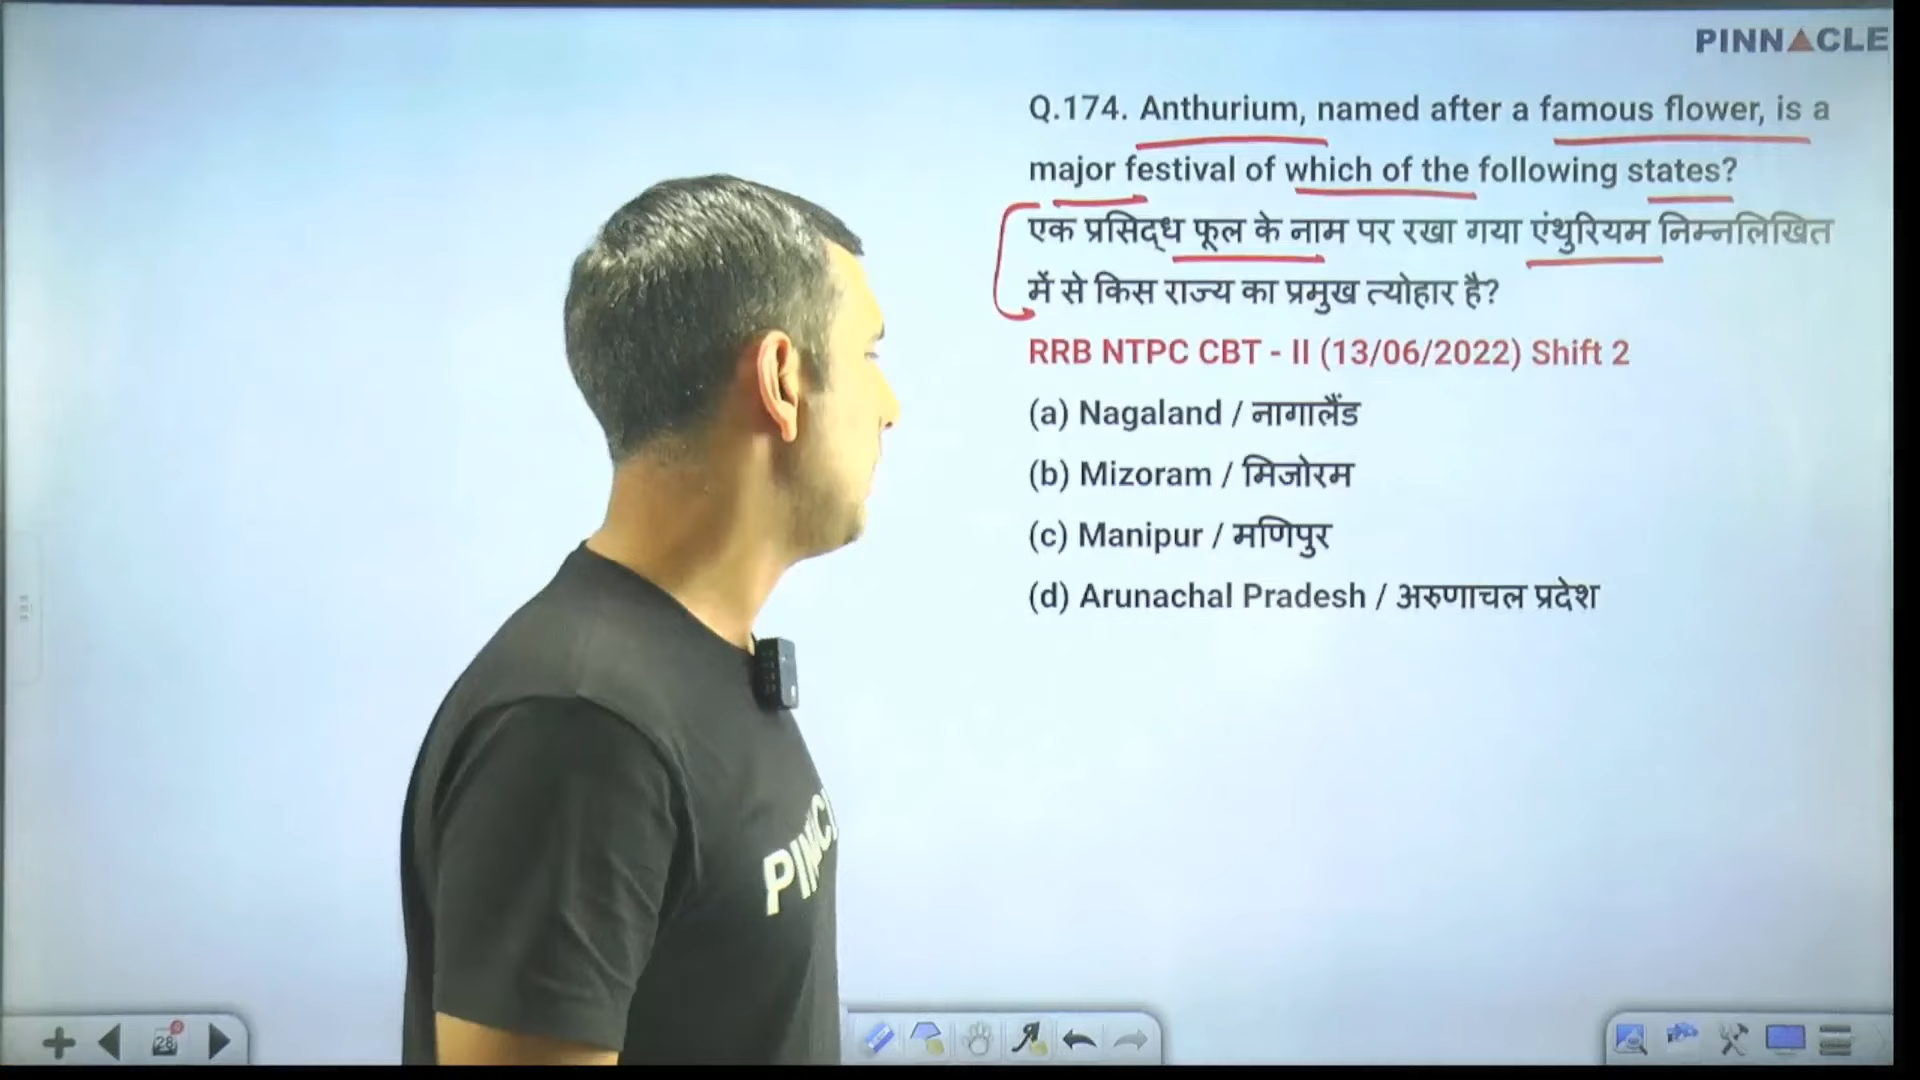 PINNACLE
Q.174. Anthurium, named after a famous flower, is a
major festival of which of the following states?
एक प्रसिद्ध फूल के नाम पर रखा गया एंथुरियम निम्नलिखित
में से किस राज्य का प्रमुख त्योहार है?
RRB NTPC CBT - II (13/06/2022) Shift 2
(a) Nagaland / नागालैंड
(b) Mizoram / मिजोरम
(c) Manipur / मणिपुर
(d) Arunachal Pradesh / अरुणाचल प्रदेश
28